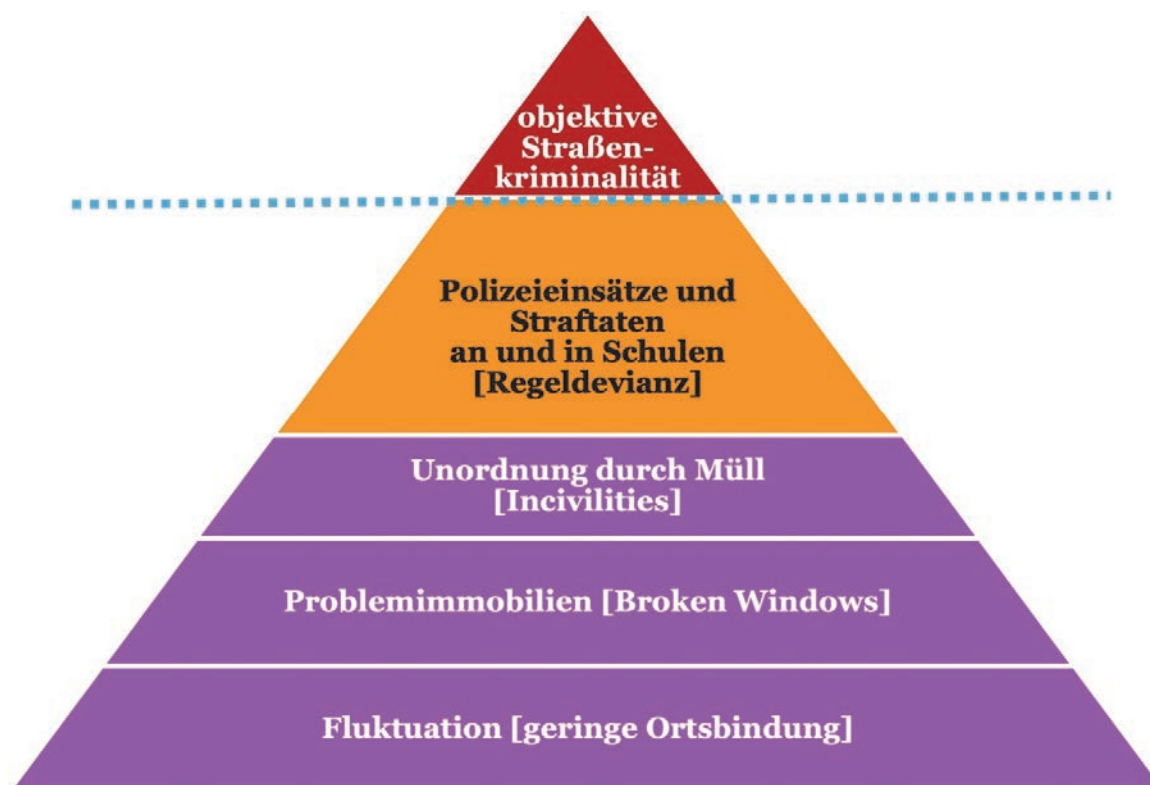 objektive
Straßen-
kriminalität
Polizeieinsätze und
Straftaten
an und in Schulen
[Regeldevianz]
Unordnung durch Müll
[Incivilities]
Problemimmobilien [Broken Windows]
Fluktuation [geringe Ortsbindung]